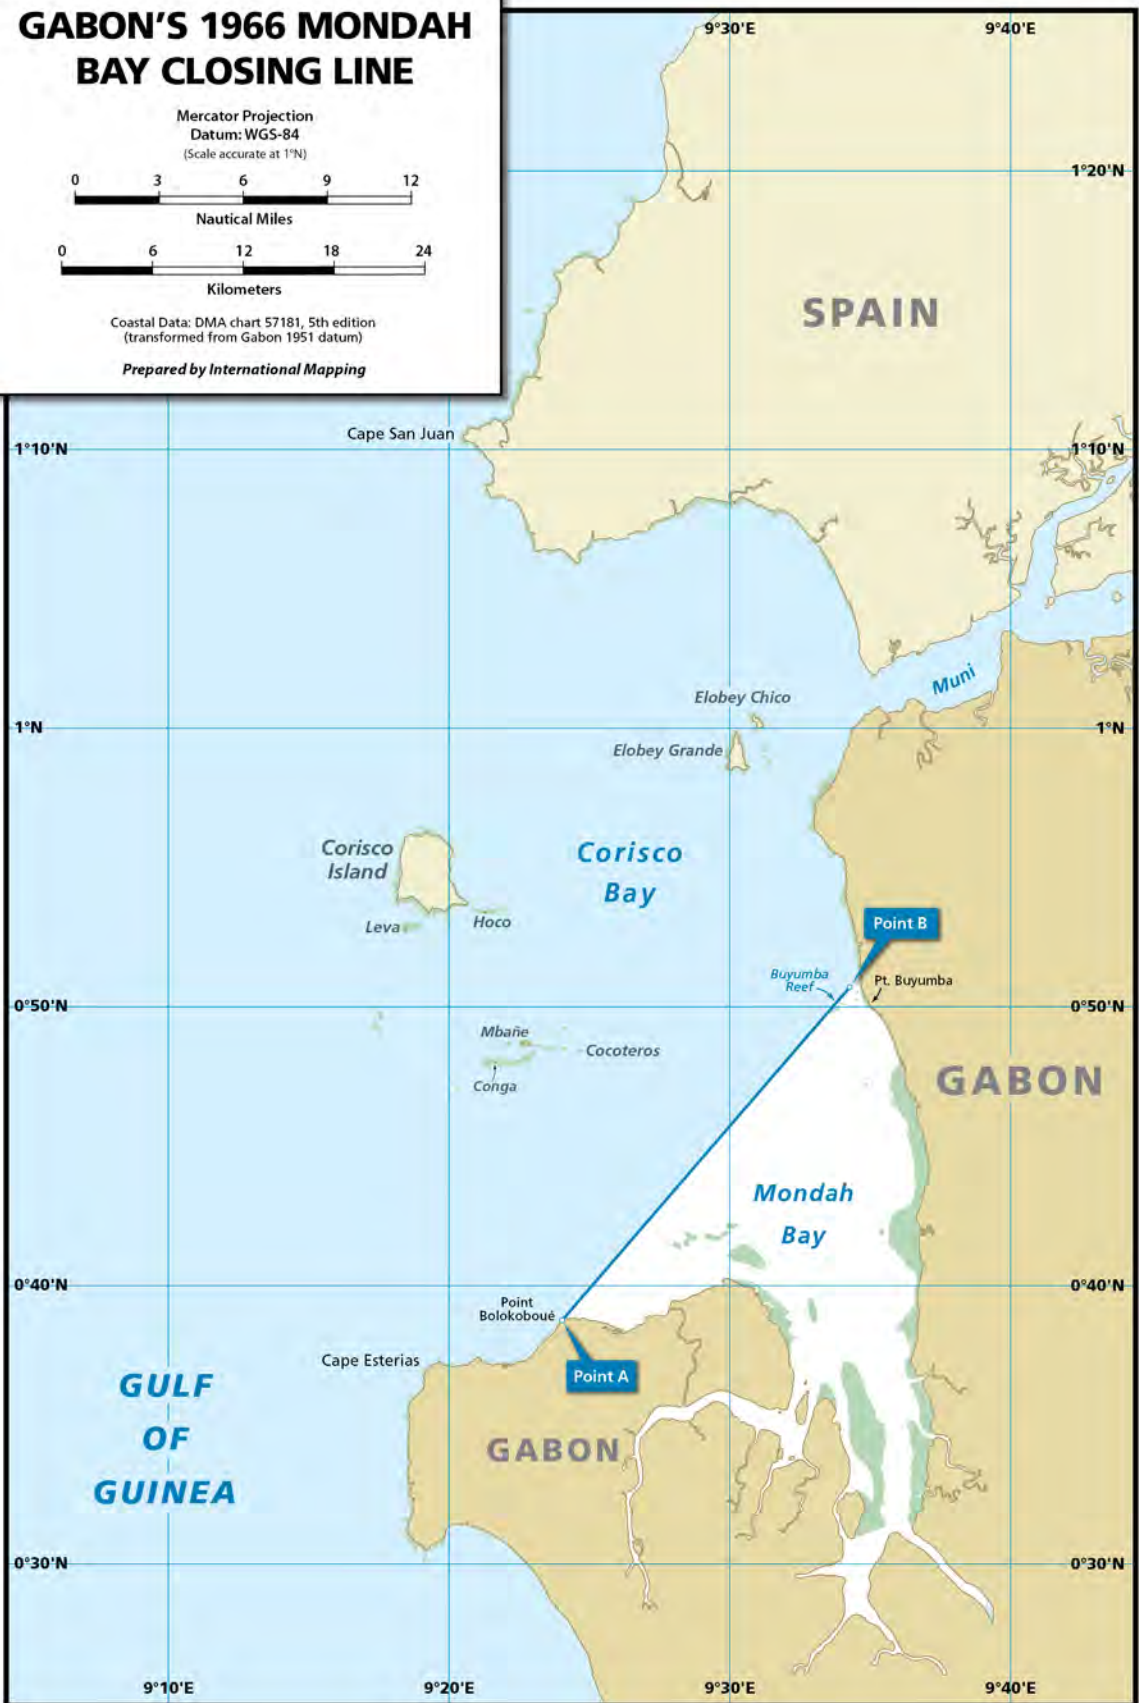 GABON'S 1966 MONDAH
BAY CLOSING LINE
Mercator Projection
Datum: WGS-84
(Scale accurate at 1°N)
0 3 6 9 12
Nautical Miles
0 6 12 18 24
Kilometers
Coastal Data: DMA chart 57181, 5th edition
(transformed from Gabon 1951 datum)
Prepared by International Mapping
9°30'E 9°40'E
1°20'N
SPAIN
Cape San Juan
1°10'N 1°10'N
Muni
Elobey Chico
1°N 1°N
Elobey Grande
Corisco
Island
Corisco
Bay
Leva
Hoco
Point B
Buyumba
Reef
Pt. Buyumba
0°50'N 0°50'N
Mbañe
Cocoteros
Conga
GABON
Mondah
Bay
0°40'N 0°40'N
Point
Bolokoboué
Cape Esterias
Point A
GULF
OF
GUINEA
GABON
0°30'N 0°30'N
9°10'E 9°20'E 9°30'E 9°40'E